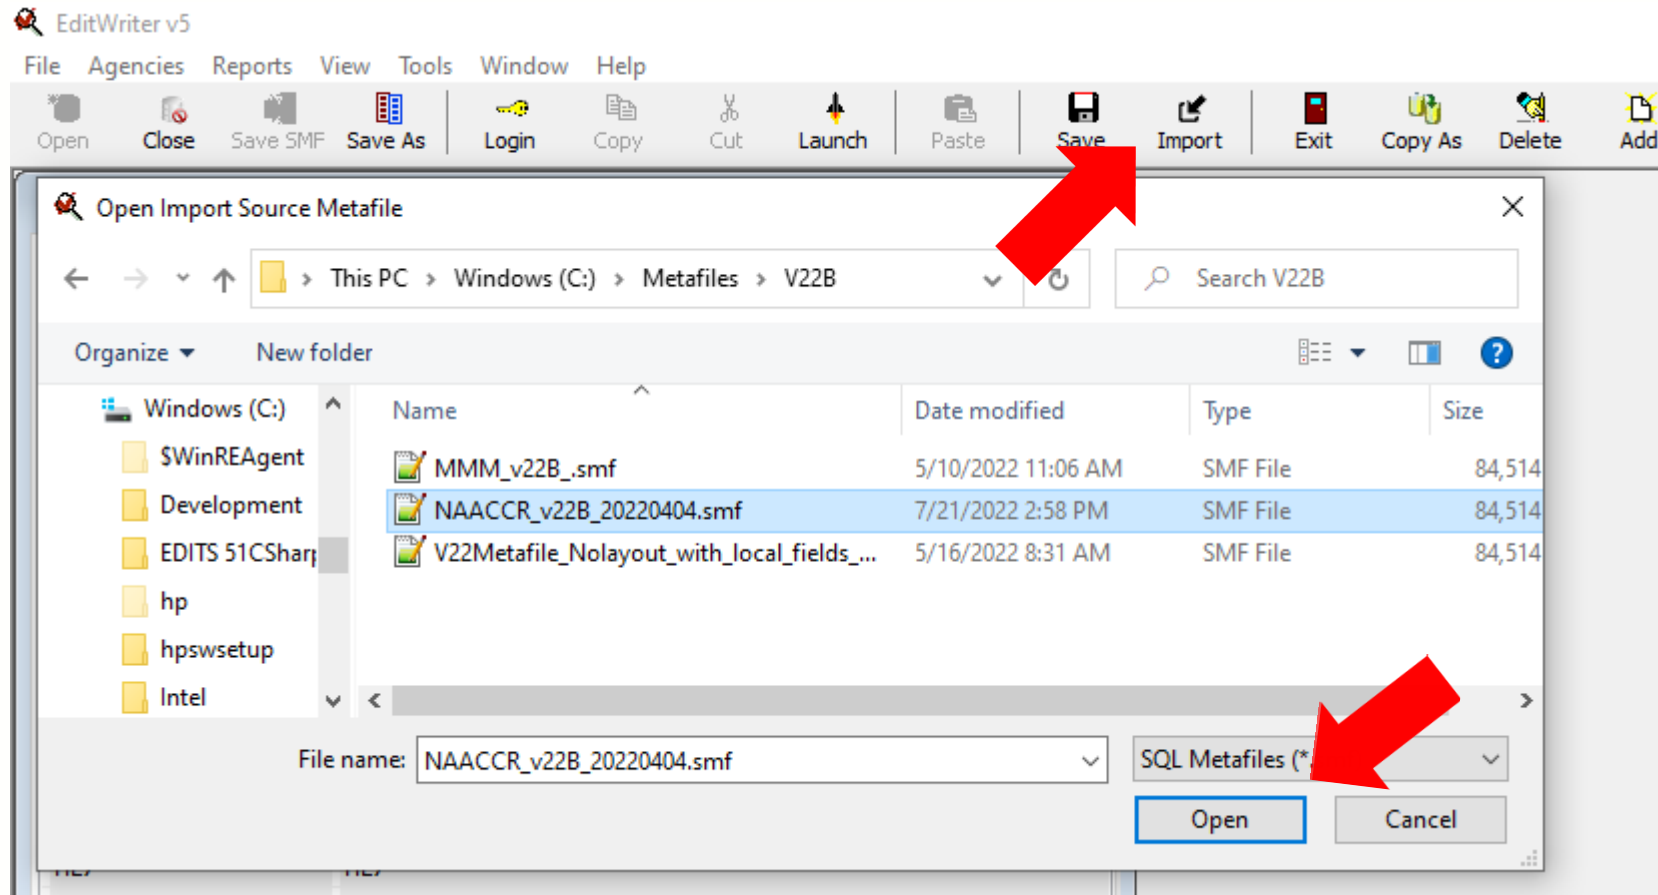 EditWriter v5
File Agencies Reports View Tools Window Help
Open Close Save SMF Save As Login Copy Cut Launch Paste Save Import Exit Copy As Delete Add
Open Import Source Metafile
This PC > Windows (C:) > Metafiles > V22B Search V22B
Organize New folder
Windows (C:) Name Date modified Type Size
$WinREAgent MMM_v22B_.smf 5/10/2022 11:06 AM SMF File 84,514
Development NAACCR_v22B_20220404.smf 7/21/2022 2:58 PM SMF File 84,514
EDITS 51CSharp V22Metafile_Nolayout_with_local_fields_... 5/16/2022 8:31 AM SMF File 84,514
hp
hpswsetup
Intel
File name: NAACCR_v22B_20220404.smf SQL Metafiles (*.
Open Cancel